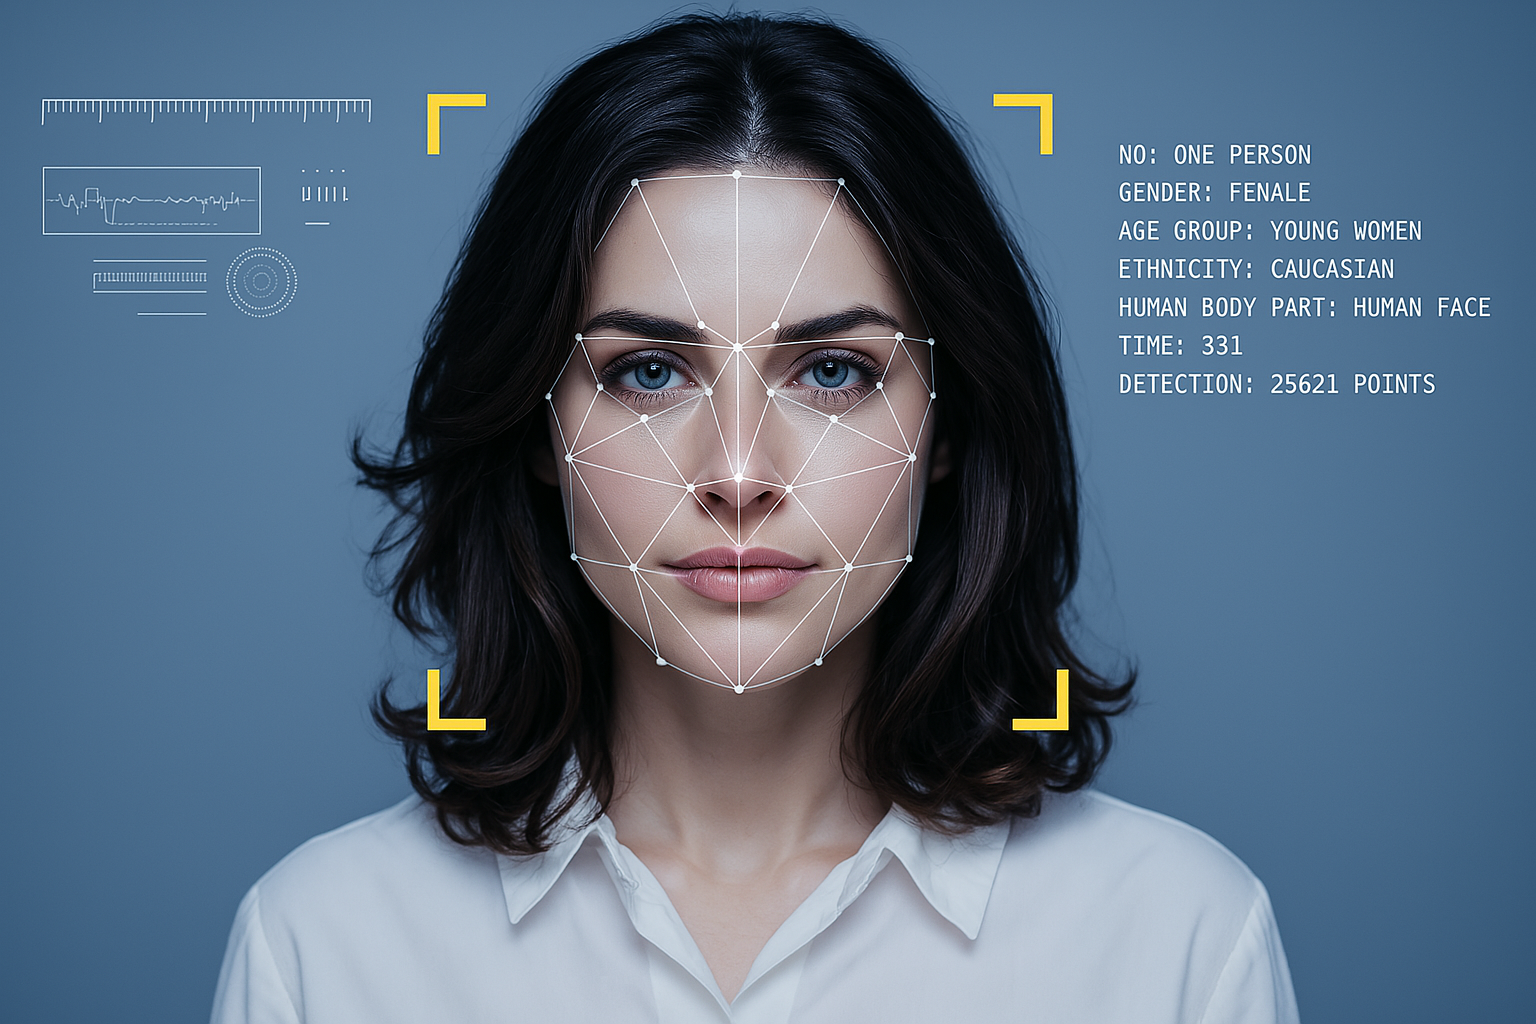 NO: ONE PERSON
GENDER: FENALE
AGE GROUP: YOUNG WOMEN
ETHNICITY: CAUCASIAN
HUMAN BODY PART: HUMAN FACE
TIME: 331
DETECTION: 25621 POINTS